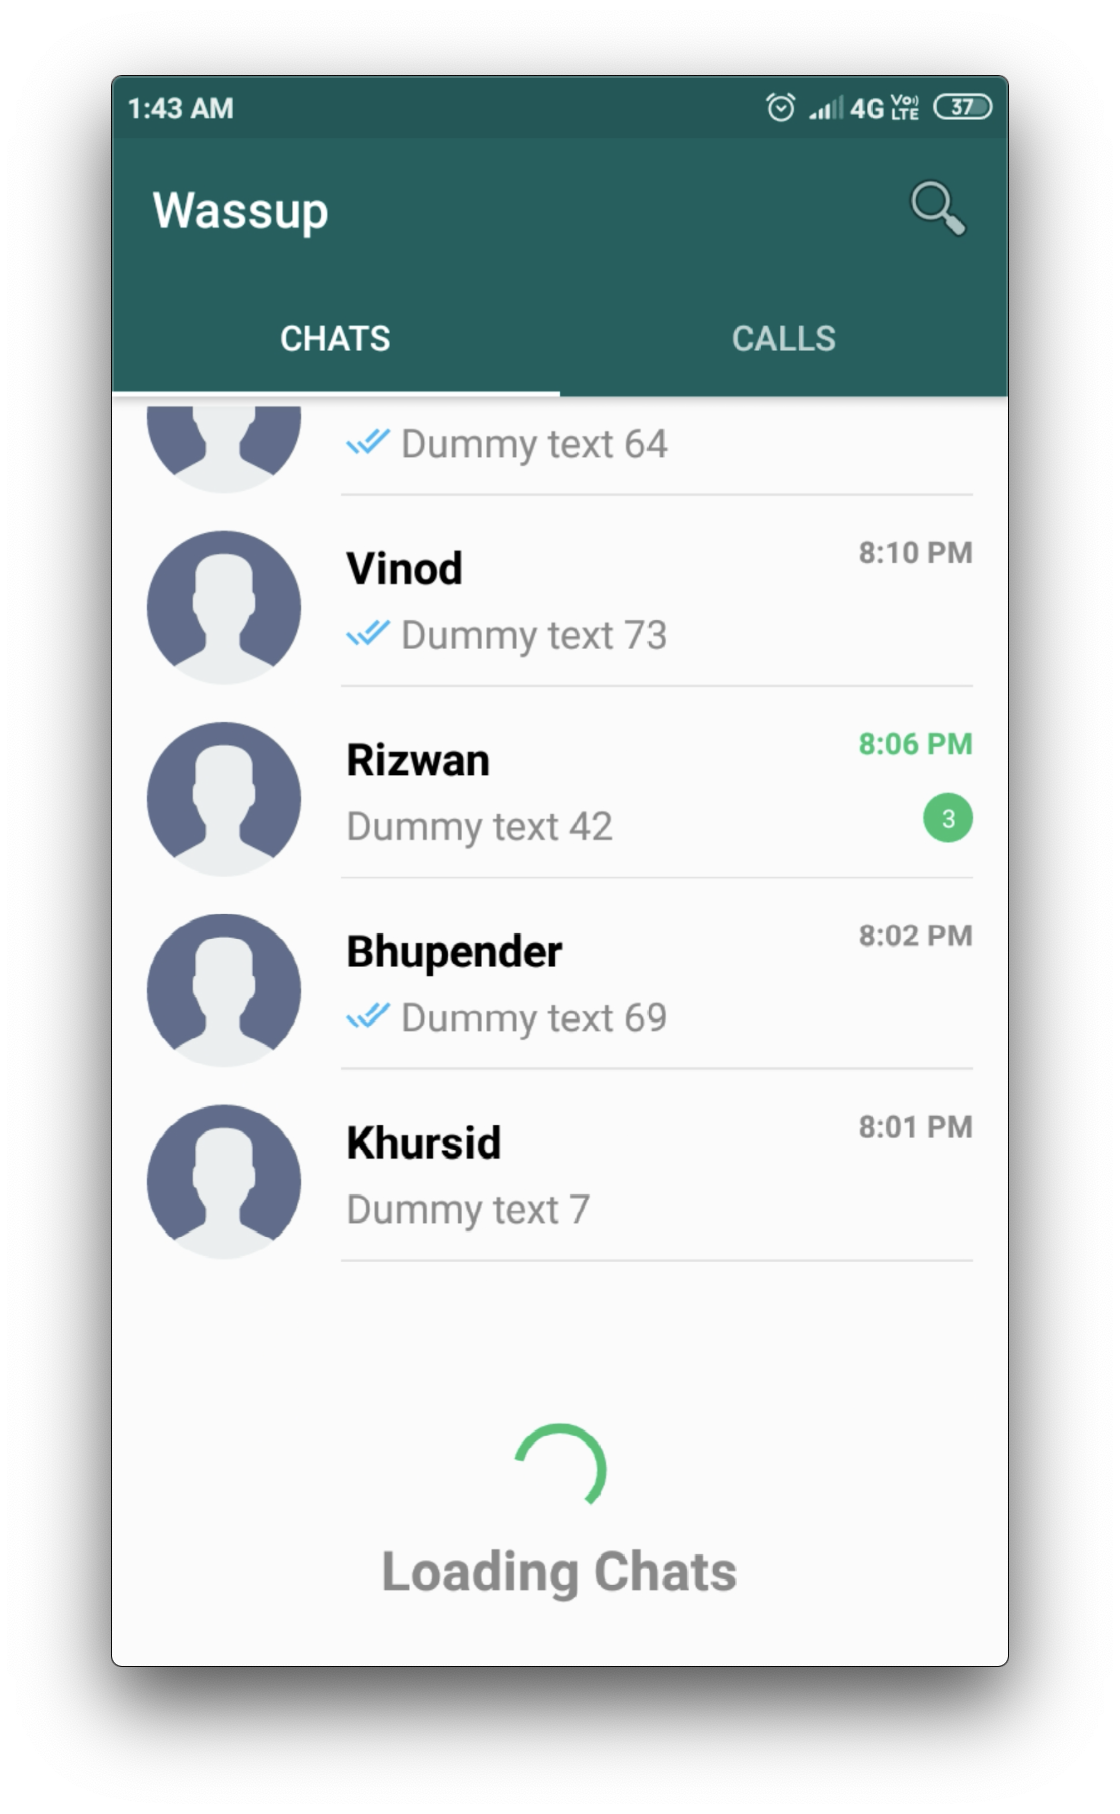 1:43 AM 4G VoLTE 37
Wassup
CHATS CALLS
Dummy text 64
Vinod 8:10 PM
Dummy text 73
Rizwan 8:06 PM
Dummy text 42 3
Bhupender 8:02 PM
Dummy text 69
Khursid 8:01 PM
Dummy text 7
Loading Chats